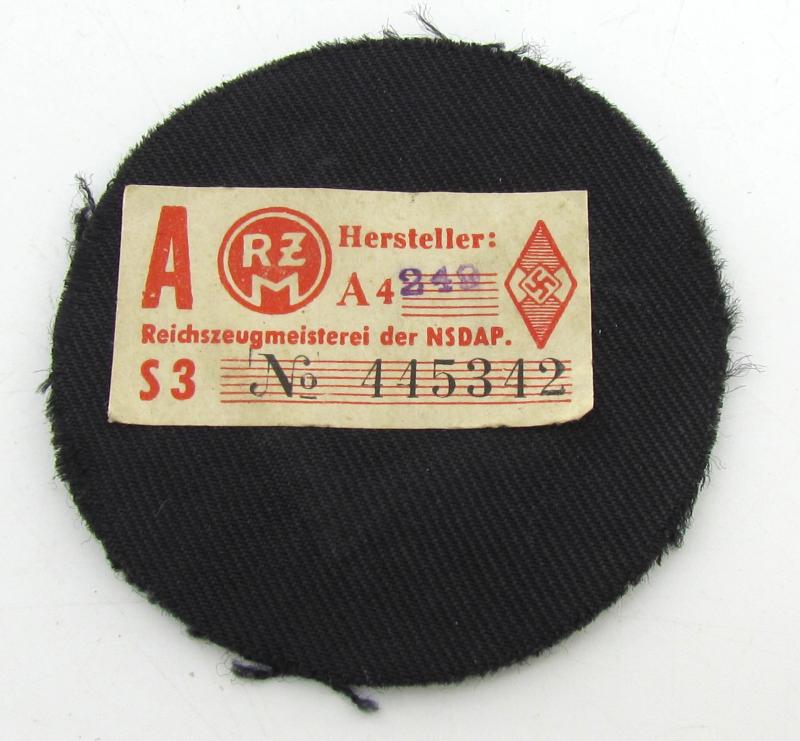 A RZM Hersteller:
A4 249
Reichszeugmeisterei der NSDAP.
S3 № 445342